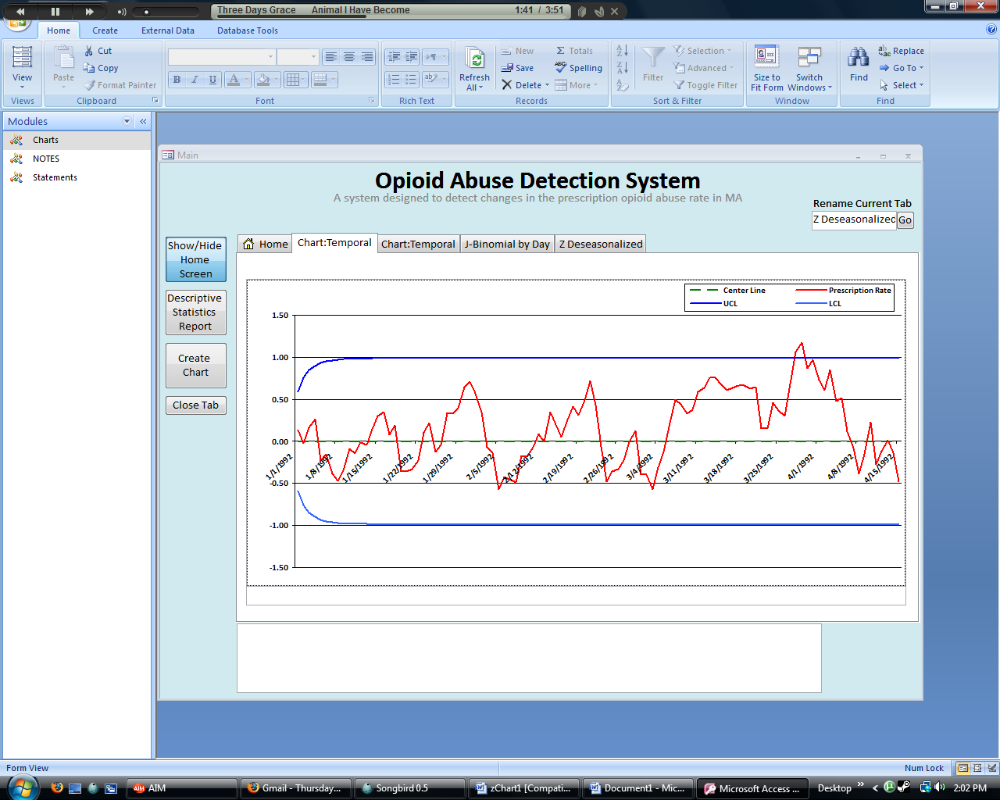 Three Days Grace Animal I Have Become 1:41 / 3:51
Home Create External Data Database Tools
View
Views
Paste
Cut
Copy
Format Painter
Clipboard
B I U A
Font
Rich Text
Refresh
All
New
Save
Delete
Totals
Spelling
More
Records
Filter
Selection
Advanced
Toggle Filter
Sort & Filter
Size to
Fit Form
Switch
Windows
Window
Find
Replace
Go To
Select
Find
Modules
Charts
NOTES
Statements
Main
Opioid Abuse Detection System
A system designed to detect changes in the prescription opioid abuse rate in MA
Rename Current Tab
Z Deseasonalized Go
Show/Hide
Home
Screen
Descriptive
Statistics
Report
Create
Chart
Close Tab
Home Chart:Temporal Chart:Temporal J-Binomial by Day Z Deseasonalized
Center Line Prescription Rate
UCL LCL
1.50
1.00
0.50
0.00
-0.50
-1.00
-1.50
1/1/1992 1/8/1992 1/15/1992 1/22/1992 1/29/1992 2/5/1992 2/12/1992 2/19/1992 2/26/1992 3/4/1992 3/11/1992 3/18/1992 3/25/1992 4/1/1992 4/8/1992 4/15/1992
Form View Num Lock
AIM Gmail - Thursday... Songbird 0.5 zChart1 [Compati... Document1 - Mic... Microsoft Access ... Desktop 2:02 PM